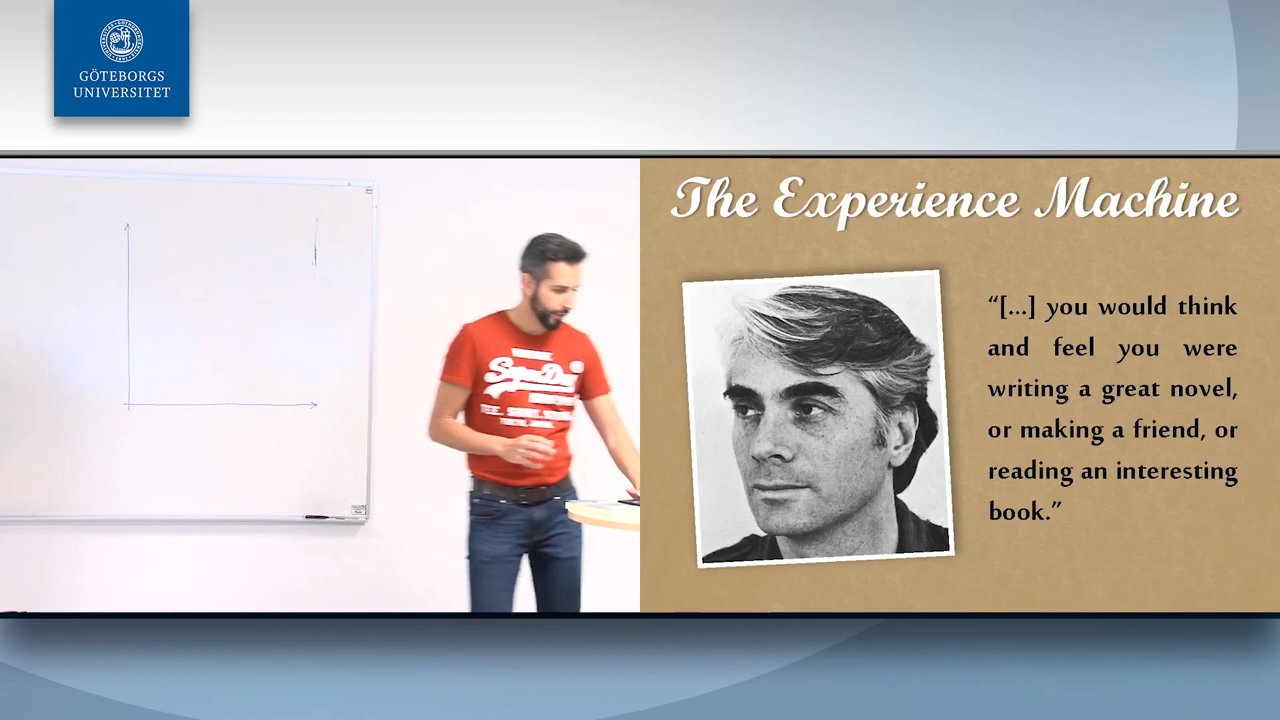 GÖTEBORGS
UNIVERSITET
The Experience Machine
“[...] you would think
and feel you were
writing a great novel,
or making a friend, or
reading an interesting
book.”
SuperDry